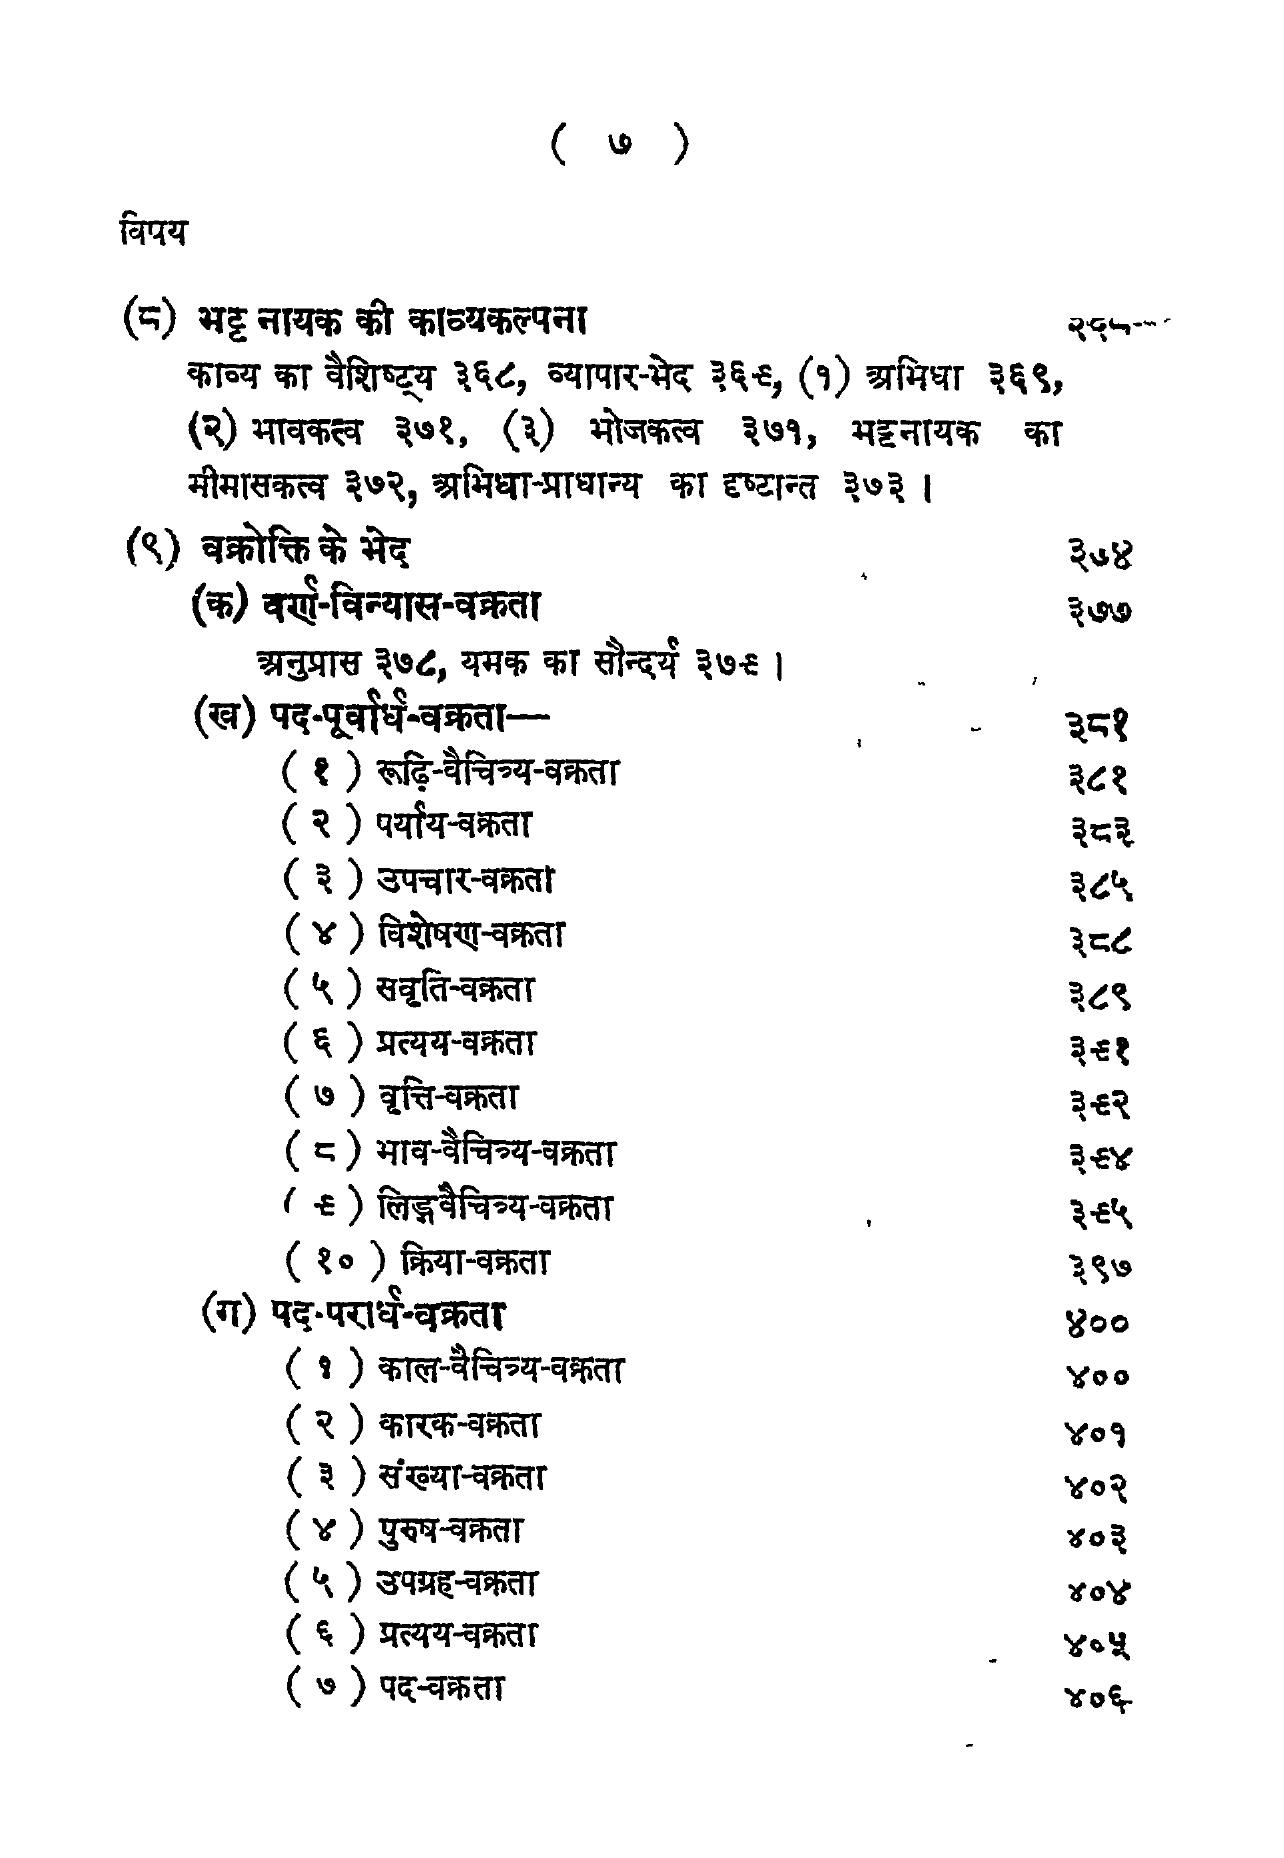 ( ७ )
विषय
(८) भट्ट नायक की काव्यकल्पना
काव्य का वैशिष्ट्य ३६८, व्यापार-भेद ३६९, (१) अभिधा ३६९,
(२) भावकत्व ३७१, (३) भोजकत्व ३७१, भट्टनायक का
मीमासकत्व ३७२, अभिधा-प्राधान्य का दृष्टान्त ३७३ ।
(९) वक्रोक्ति के भेद ३७४
(क) वर्ण-विन्यास-वक्रता ३७७
अनुप्रास ३७८, यमक का सौन्दर्य ३७९ ।
(ख) पद-पूर्वार्ध-वक्रता— ३८१
( १ ) रूढ़ि-वैचित्र्य-वक्रता ३८१
( २ ) पर्याय-वक्रता ३८३
( ३ ) उपचार-वक्रता ३८५
( ४ ) विशेषण-वक्रता ३८८
( ५ ) सवृति-वक्रता ३८९
( ६ ) प्रत्यय-वक्रता ३९१
( ७ ) वृत्ति-वक्रता ३९२
( ८ ) भाव-वैचित्र्य-वक्रता ३९४
( ९ ) लिङ्गवैचित्र्य-वक्रता ३९५
( १० ) क्रिया-वक्रता ३९७
(ग) पद-परार्ध-वक्रता ४००
( १ ) काल-वैचित्र्य-वक्रता ४००
( २ ) कारक-वक्रता ४०१
( ३ ) संख्या-वक्रता ४०२
( ४ ) पुरुष-वक्रता ४०३
( ५ ) उपग्रह-वक्रता ४०४
( ६ ) प्रत्यय-वक्रता ४०५
( ७ ) पद-वक्रता ४०६